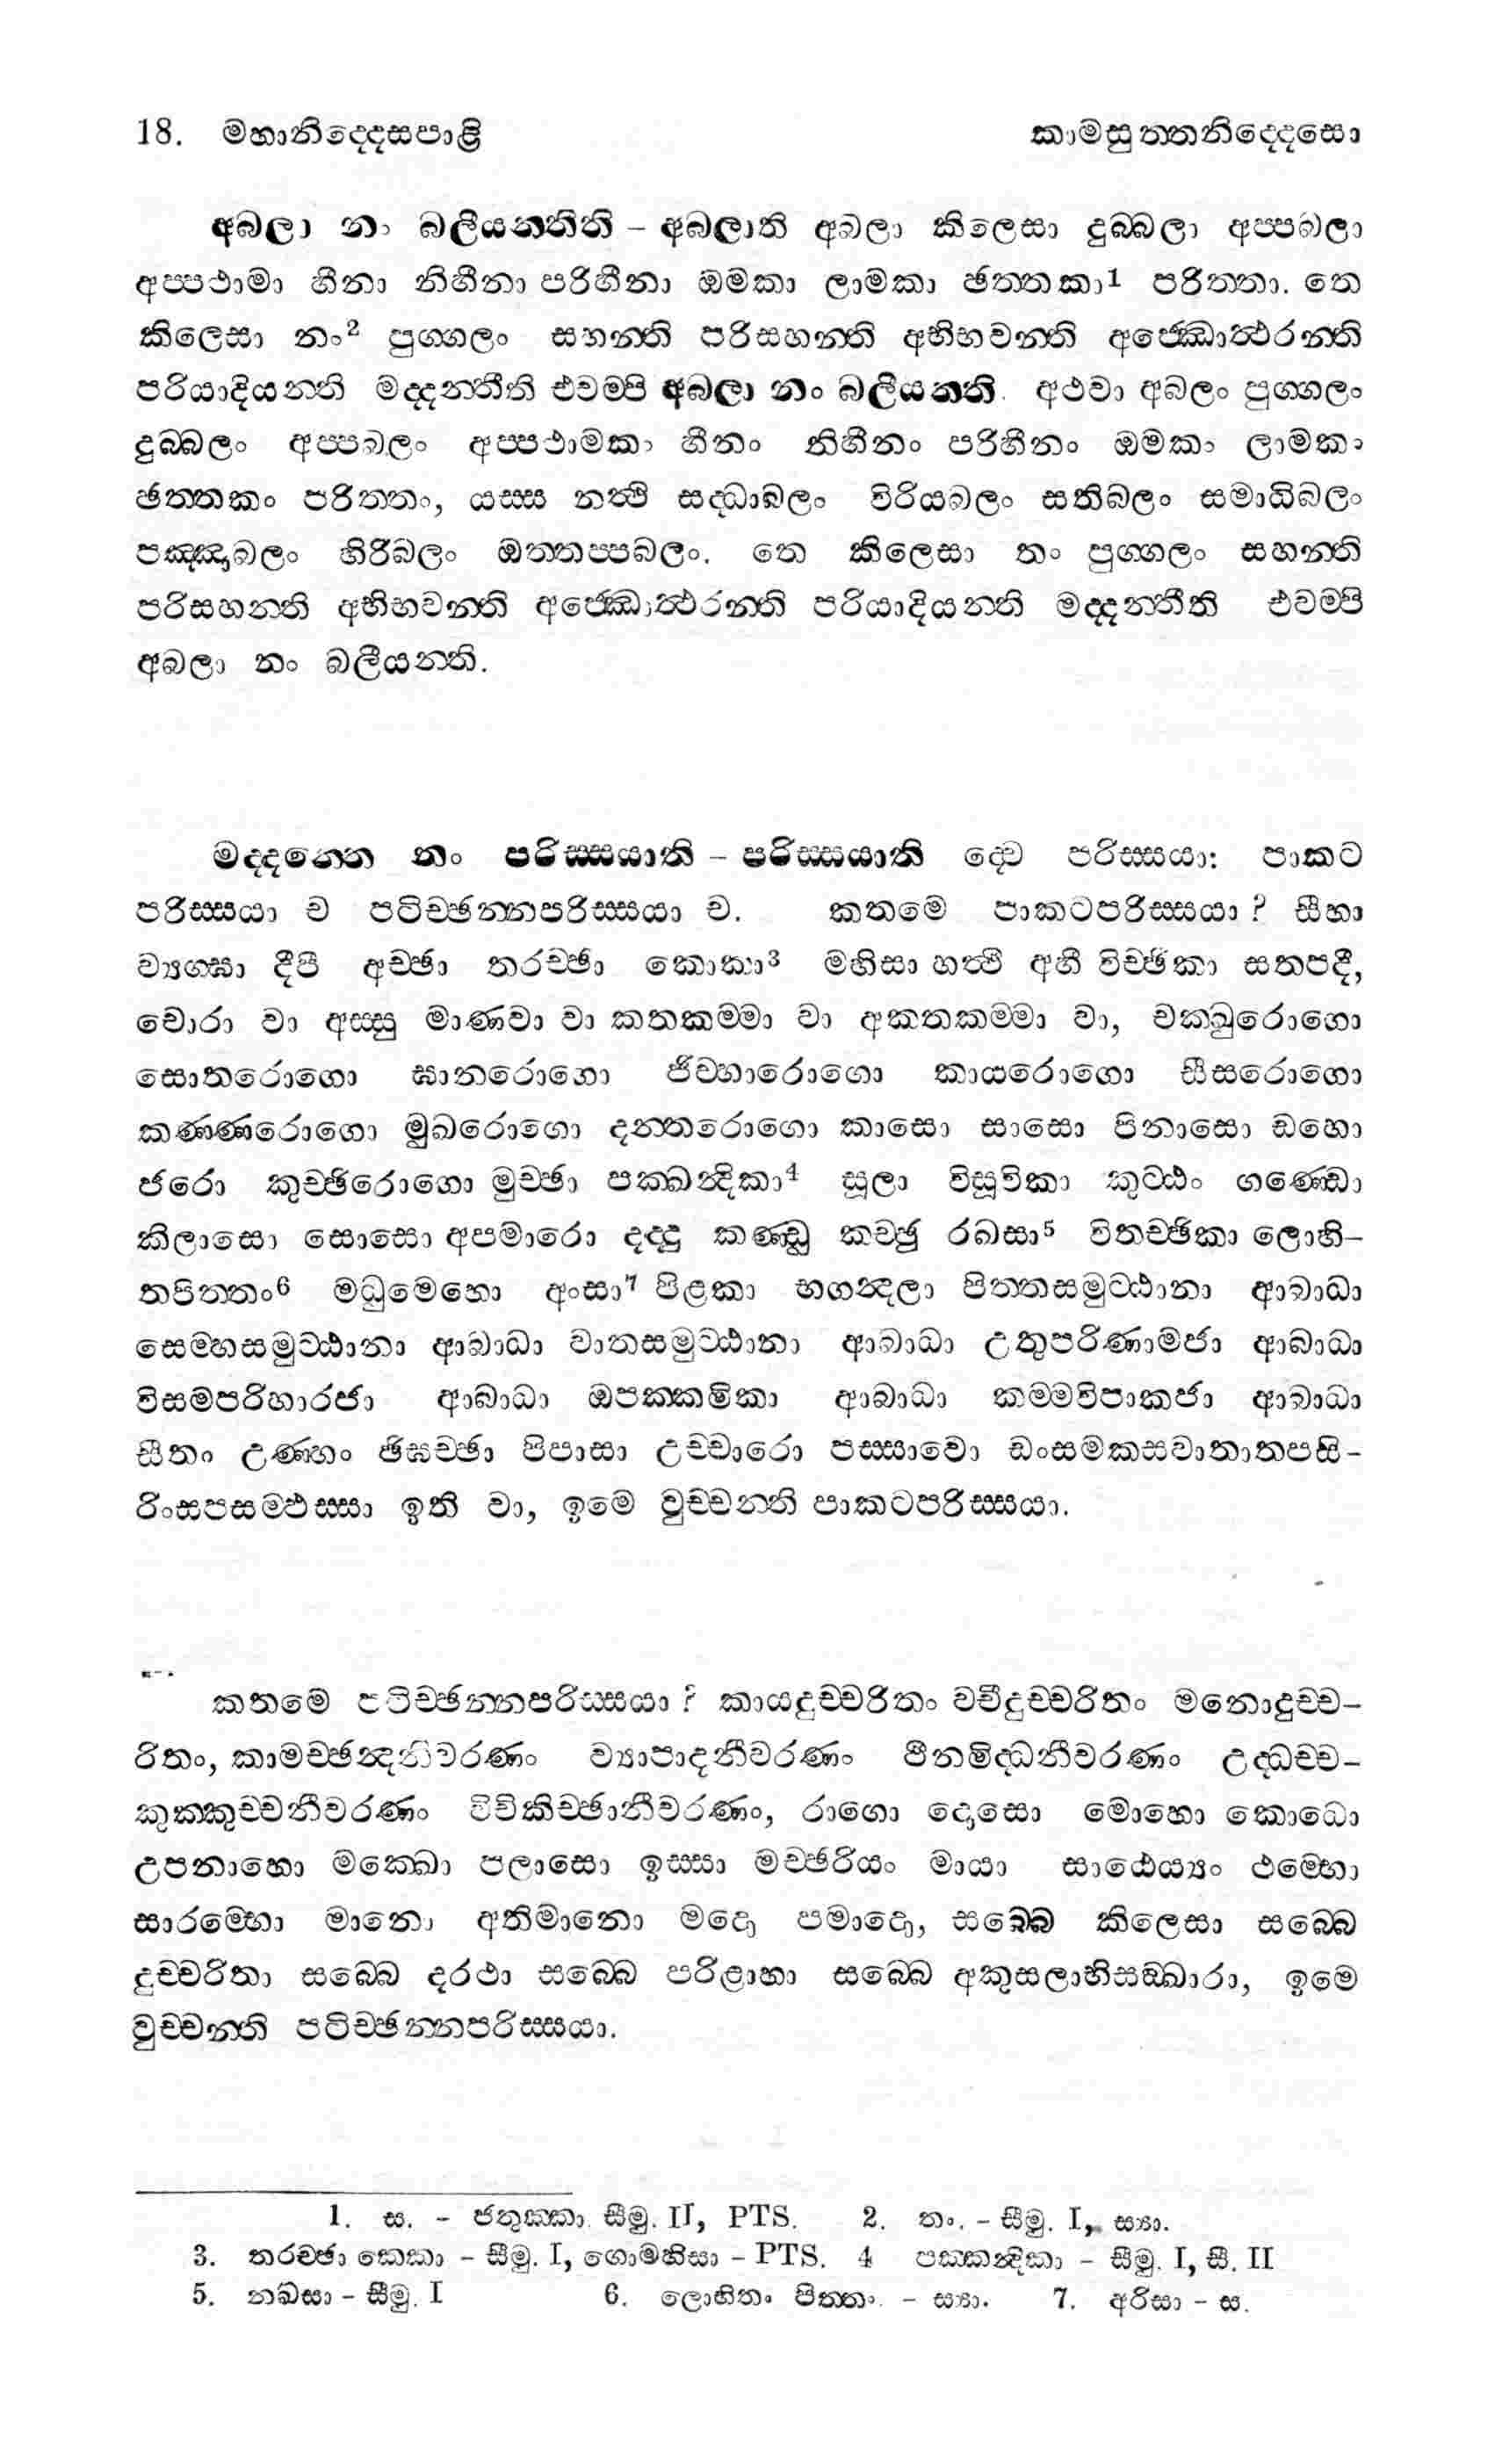 18. මහානිද්දෙසපාළි කාමසුත්තනිද්දෙසො
අබලා නං බලීයන්තීති – අබලාති අබලා කිලෙසා දුබ්බලා අප්පබලා
අප්පථාමා හීනා නිහීනා පරිහීනා ඔමකා ලාමකා ඡත්තකා1 පරිත්තා. තෙ
කිලෙසා නං2 පුග්ගලං සහන්ති පරිසහන්ති අභිභවන්ති අජ්ඣොත්ථරන්ති
පරියාදියන්ති මද්දන්තීති එවම්පි අබලා නං බලීයන්ති. අථවා අබලං පුග්ගලං
දුබ්බලං අප්පබලං අප්පථාමකං හීනං නිහීනං පරිහීනං ඔමකං ලාමකං
ඡත්තකං පරිත්තං, යස්ස නත්ථි සද්ධාබලං විරියබලං සතිබලං සමාධිබලං
පඤ්ඤාබලං හිරිබලං ඔත්තප්පබලං. තෙ කිලෙසා තං පුග්ගලං සහන්ති
පරිසහන්ති අභිභවන්ති අජ්ඣොත්ථරන්ති පරියාදියන්ති මද්දන්තීති එවම්පි
අබලා නං බලීයන්ති.
මද්දන්තෙ නං පරිස්සයාති – පරිස්සයාති ද්වෙ පරිස්සයා: පාකට
පරිස්සයා ච පටිච්ඡන්නපරිස්සයා ච. කතමෙ පාකටපරිස්සයා ? සීහා
ව්‍යග්ඝා දීපී අච්ඡා තරච්ඡා කොකා3 මහිසා හත්ථි අහී විච්ඡිකා සතපදී,
චොරා වා අස්සු මාණවා වා කතකම්මා වා අකතකම්මා වා, චක්ඛුරොගො
සොතරොගො ඝානරොගො ජිව්හාරොගො කායරොගො සීසරොගො
කණ්ණරොගො මුඛරොගො දන්තරොගො කාසො සාසො පිනාසො ඩහො
ජරො කුච්ඡිරොගො මුච්ඡා පක්ඛන්දිකා4 සූලා විසූචිකා කුට්ඨං ගණ්ඩො
කිලාසො සොසො අපමාරො දද්දු කණ්ඩු කච්ඡු රඛසා5 විතච්ඡිකා ලොහි–
තපිත්තං6 මධුමෙහො අංසා7 පිළකා භගන්දලා පිත්තසමුට්ඨානා ආබාධා
සෙම්හසමුට්ඨානා ආබාධා වාතසමුට්ඨානා ආබාධා උතුපරිණාමජා ආබාධා
විසමපරිහාරජා ආබාධා ඔපක්කමිකා ආබාධා කම්මවිපාකජා ආබාධා
සීතං උණ්හං ඡිඝච්ඡා පිපාසා උච්චාරො පස්සාවො ඩංසමකසවාතාතපසි–
රිංසපසම්ඵස්සා ඉති වා, ඉමෙ වුච්චන්ති පාකටපරිස්සයා.
කතමෙ පටිච්ඡන්නපරිස්සයා ? කායදුච්චරිතං වචීදුච්චරිතං මනොදුච්ච–
රිතං, කාමච්ඡන්දනීවරණං ව්‍යාපාදනීවරණං ථීනමිද්ධනීවරණං උද්ධච්ච–
කුක්කුච්චනීවරණං විචිකිච්ඡානීවරණං, රාගො දොසො මොහො කොධො
උපනාහො මක්ඛො පලාසො ඉස්සා මච්ඡරියං මායා සාඨෙය්‍යං ථම්භො
සාරම්භො මානො අතිමානො මදො පමාදො, සබ්බෙ කිලෙසා සබ්බෙ
දුච්චරිතා සබ්බෙ දරථා සබ්බෙ පරිළාහා සබ්බෙ අකුසලාභිසඞ්ඛාරා, ඉමෙ
වුච්චන්ති පටිච්ඡන්නපරිස්සයා.
1. ස. – ජතුක්කා සීමු. II, PTS. 2. තං. – සීමු. I, ස්‍යා.
3. තරච්ඡා කෙකා – සීමු. I, ගොමහිසා – PTS. 4 පක්කන්දිකා – සීමු. I, සී. II
5. නඛසා – සීමු. I 6. ලොහිතං පිත්තං. – ස්‍යා. 7. අරිසා – ස.